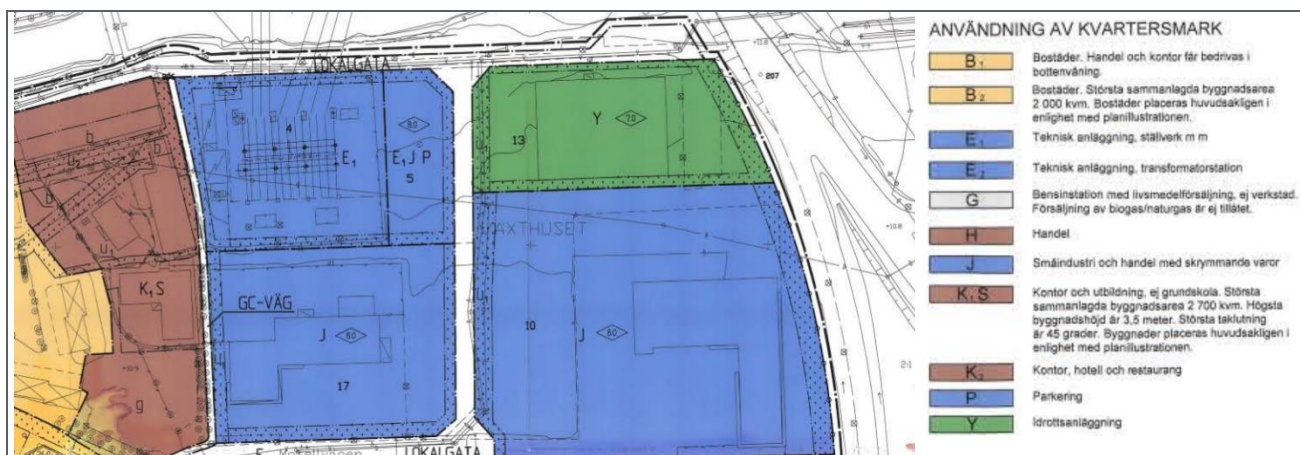 LOKALGATA
207
4
80
13
Y
70
E₁
E₁J P
5
b
b
VÄXTHUSET
K₁S
GC-VÄG
J
60
10
J
60
17
g
LOKALGATA
ANVÄNDNING AV KVARTERSMARK
B₁
Bostäder. Handel och kontor får bedrivas i
bottenvåning.
B₂
Bostäder. Största sammanlagda byggnadsarea
2 000 kvm. Bostäder placeras huvudsakligen i
enlighet med planillustrationen.
E₁
Teknisk anläggning, ställverk m m
E₂
Teknisk anläggning, transformatorstation
G
Bensinstation med livsmedelförsäljning, ej verkstad.
Försäljning av biogas/naturgas är ej tillåtet.
H
Handel
J
Småindustri och handel med skrymmande varor
K₁S
Kontor och utbildning, ej grundskola. Största
sammanlagda byggnadsarea 2 700 kvm. Högsta
byggnadshöjd är 3,5 meter. Största taklutning
är 45 grader. Byggnader placeras huvudsakligen i
enlighet med planillustrationen.
K₂
Kontor, hotell och restaurang
P
Parkering
Y
Idrottsanläggning